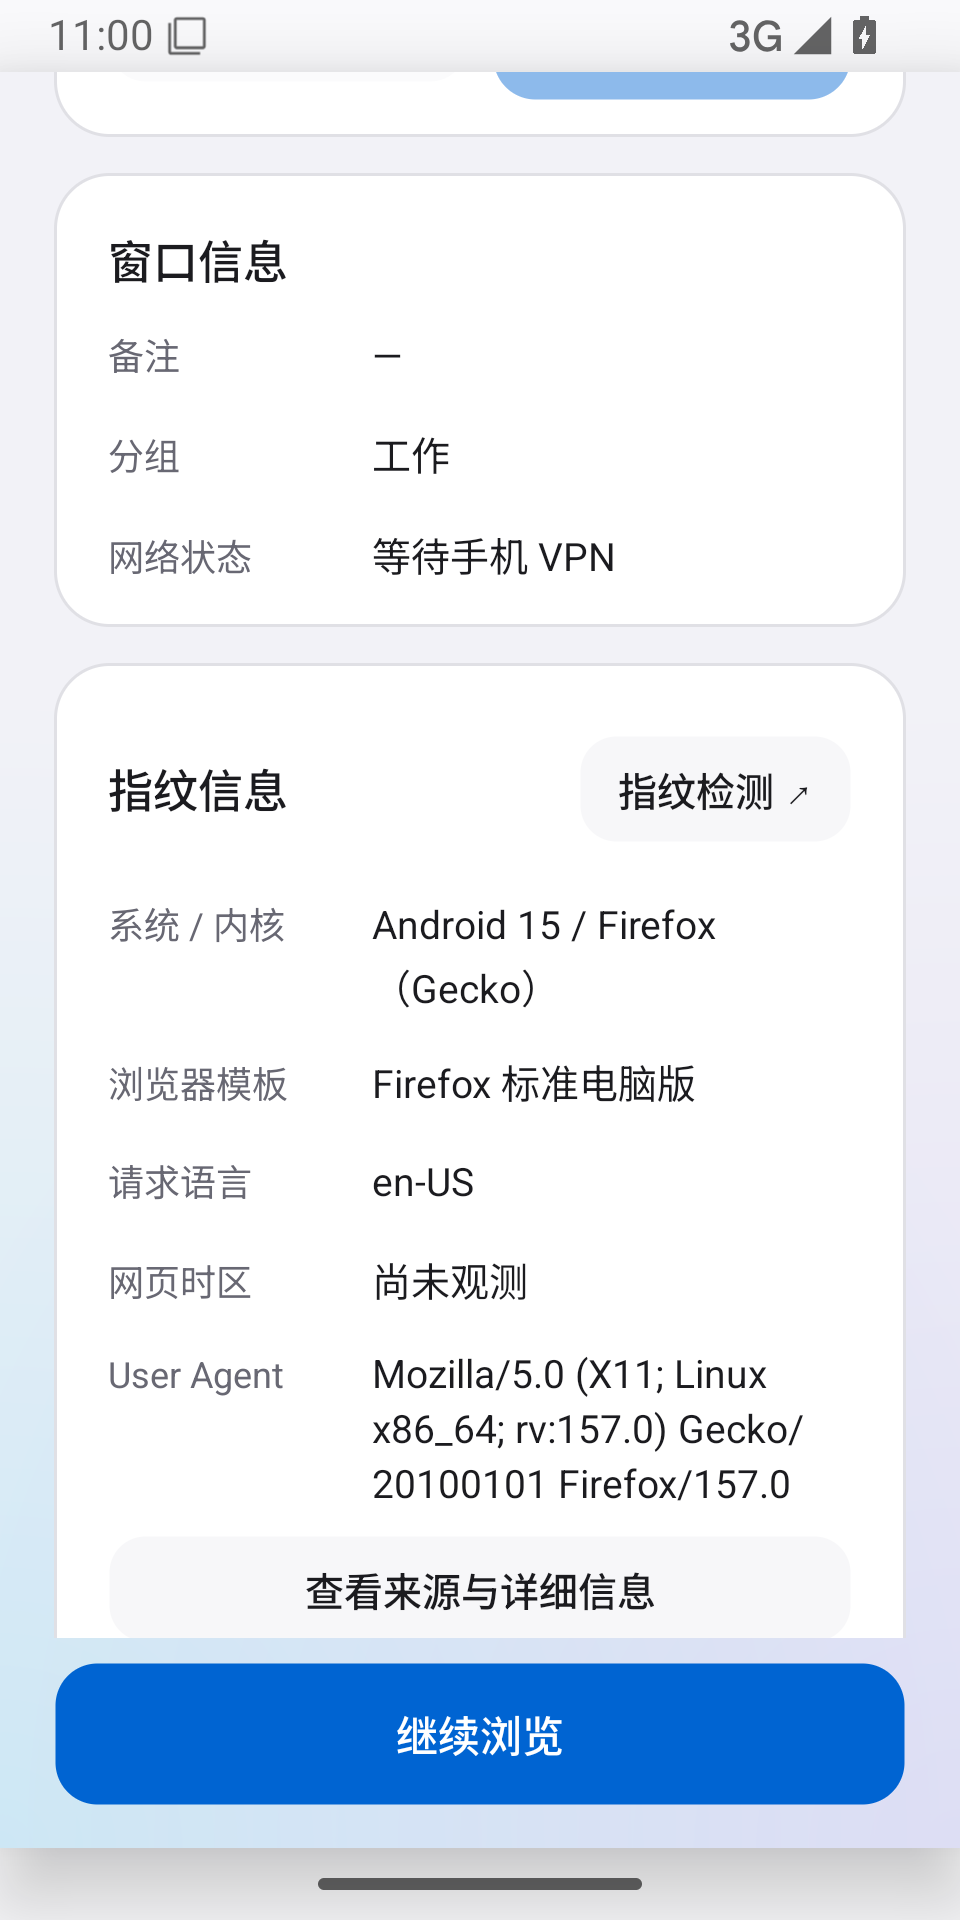 11:00
3G
窗口信息
备注 —
分组 工作
网络状态 等待手机 VPN
指纹信息
指纹检测 ↗
系统 / 内核 Android 15 / Firefox
（Gecko）
浏览器模板 Firefox 标准电脑版
请求语言 en-US
网页时区 尚未观测
User Agent Mozilla/5.0 (X11; Linux
x86_64; rv:157.0) Gecko/
20100101 Firefox/157.0
查看来源与详细信息
继续浏览